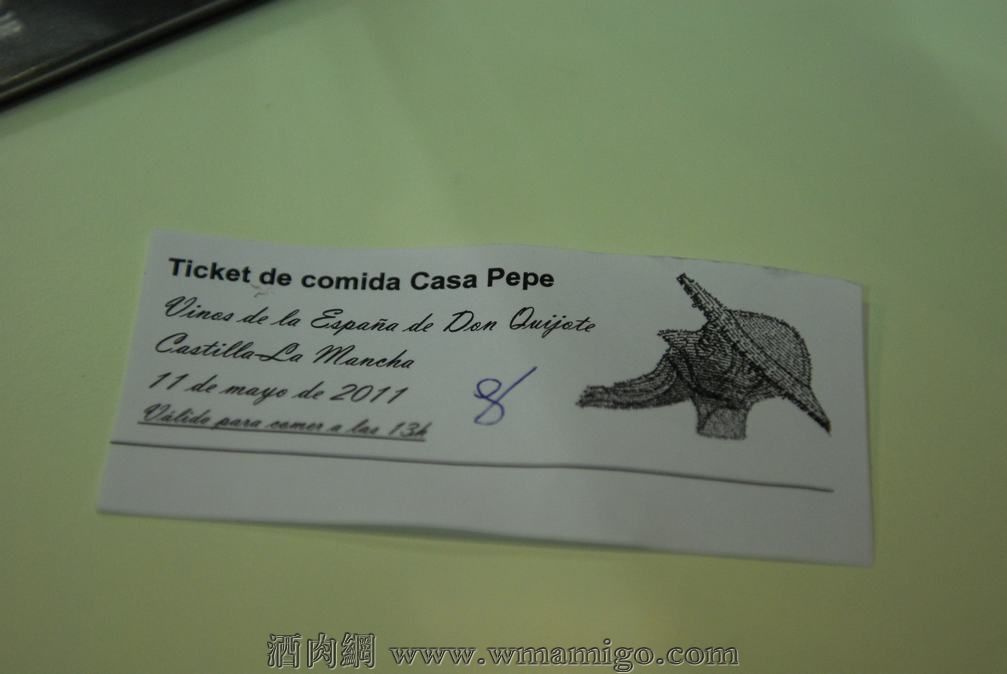 Ticket de comida Casa Pepe
Vinos de la España de Don Quijote
Castilla-La Mancha
11 de mayo de 2011
8
Válido para comer a las 13h
酒肉網 www.wmamigo.com